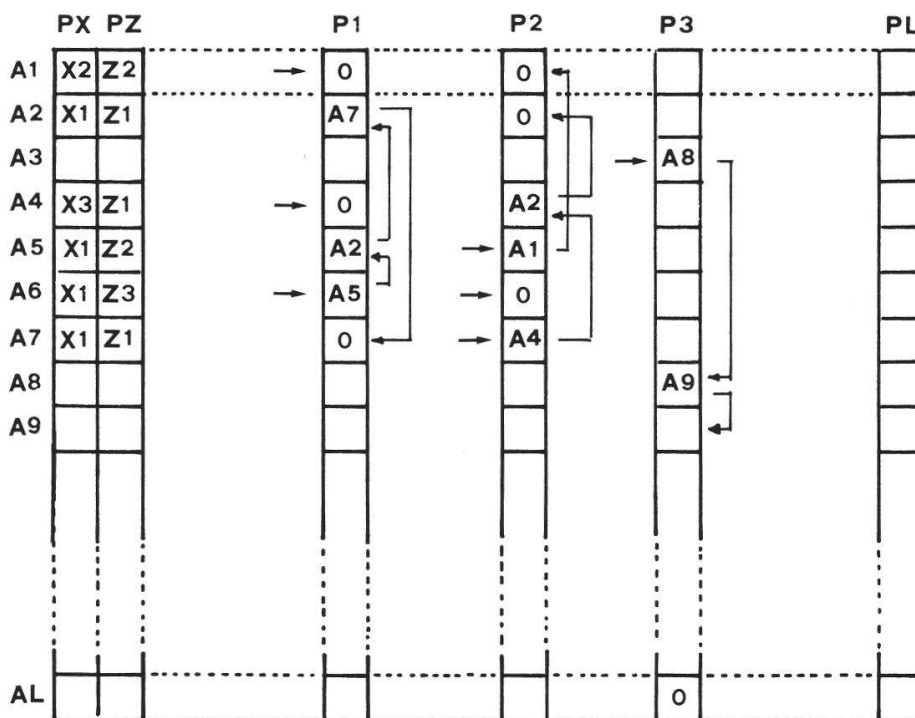 PX PZ P1 P2 P3 PL
A1 X2 Z2 0 0
A2 X1 Z1 A7 0
A3 A8
A4 X3 Z1 0 A2
A5 X1 Z2 A2 A1
A6 X1 Z3 A5 0
A7 X1 Z1 0 A4
A8 A9
A9
AL 0